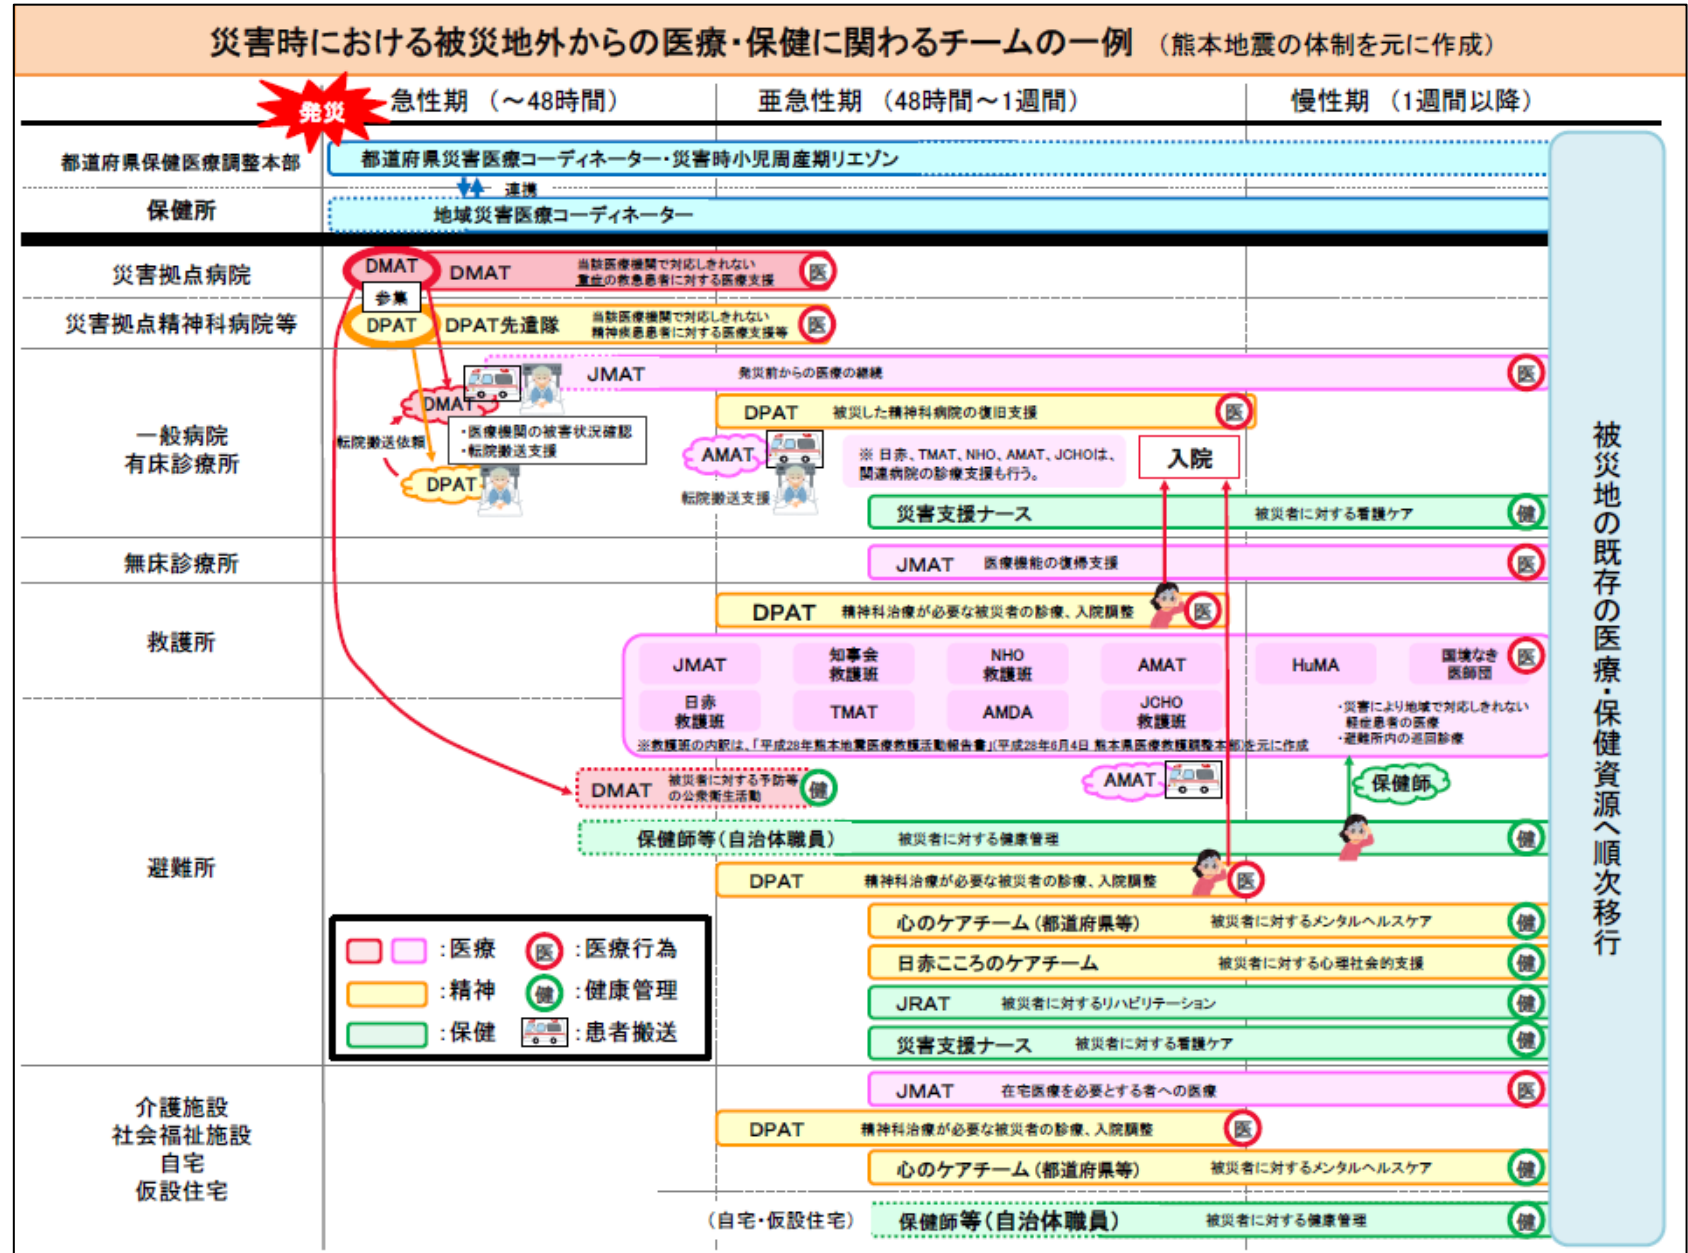 災害時における被災地外からの医療・保健に関わるチームの一例 （熊本地震の体制を元に作成）
発災
急性期 （～48時間）
亜急性期 （48時間～1週間）
慢性期 （1週間以降）
都道府県保健医療調整本部
都道府県災害医療コーディネーター・災害時小児周産期リエゾン
連携
保健所
地域災害医療コーディネーター
災害拠点病院
DMAT
DMAT
当該医療機関で対応しきれない
重症の救急患者に対する医療支援
医
参集
災害拠点精神科病院等
DPAT
DPAT先遣隊
当該医療機関で対応しきれない
精神疾患患者に対する医療支援等
医
一般病院
有床診療所
JMAT
発災前からの医療の継続
医
DMAT
・医療機関の被害状況確認
・転院搬送支援
転院搬送依頼
DPAT
DPAT
被災した精神科病院の復旧支援
医
AMAT
転院搬送支援
※ 日赤、TMAT、NHO、AMAT、JCHOは、
関連病院の診療支援も行う。
入院
災害支援ナース
被災者に対する看護ケア
健
無床診療所
JMAT
医療機能の復帰支援
医
救護所
DPAT
精神科治療が必要な被災者の診療、入院調整
医
JMAT
知事会
救護班
NHO
救護班
AMAT
HuMA
国境なき
医師団
医
日赤
救護班
TMAT
AMDA
JCHO
救護班
・災害により地域で対応しきれない
軽症患者の医療
・避難所内の巡回診療
※救護班の内訳は、「平成28年熊本地震医療救護活動報告書」(平成28年6月4日 熊本県医療救護調整本部)を元に作成
避難所
DMAT
被災者に対する予防等
の公衆衛生活動
健
AMAT
保健師
保健師等(自治体職員)
被災者に対する健康管理
健
DPAT
精神科治療が必要な被災者の診療、入院調整
医
心のケアチーム(都道府県等)
被災者に対するメンタルヘルスケア
健
日赤こころのケアチーム
被災者に対する心理社会的支援
健
JRAT
被災者に対するリハビリテーション
健
災害支援ナース
被災者に対する看護ケア
健
：医療
医
：医療行為
：精神
健
：健康管理
：保健
：患者搬送
介護施設
社会福祉施設
自宅
仮設住宅
JMAT
在宅医療を必要とする者への医療
医
DPAT
精神科治療が必要な被災者の診療、入院調整
医
心のケアチーム(都道府県等)
被災者に対するメンタルヘルスケア
健
（自宅・仮設住宅）
保健師等(自治体職員)
被災者に対する健康管理
健
被災地の既存の医療・保健資源へ順次移行